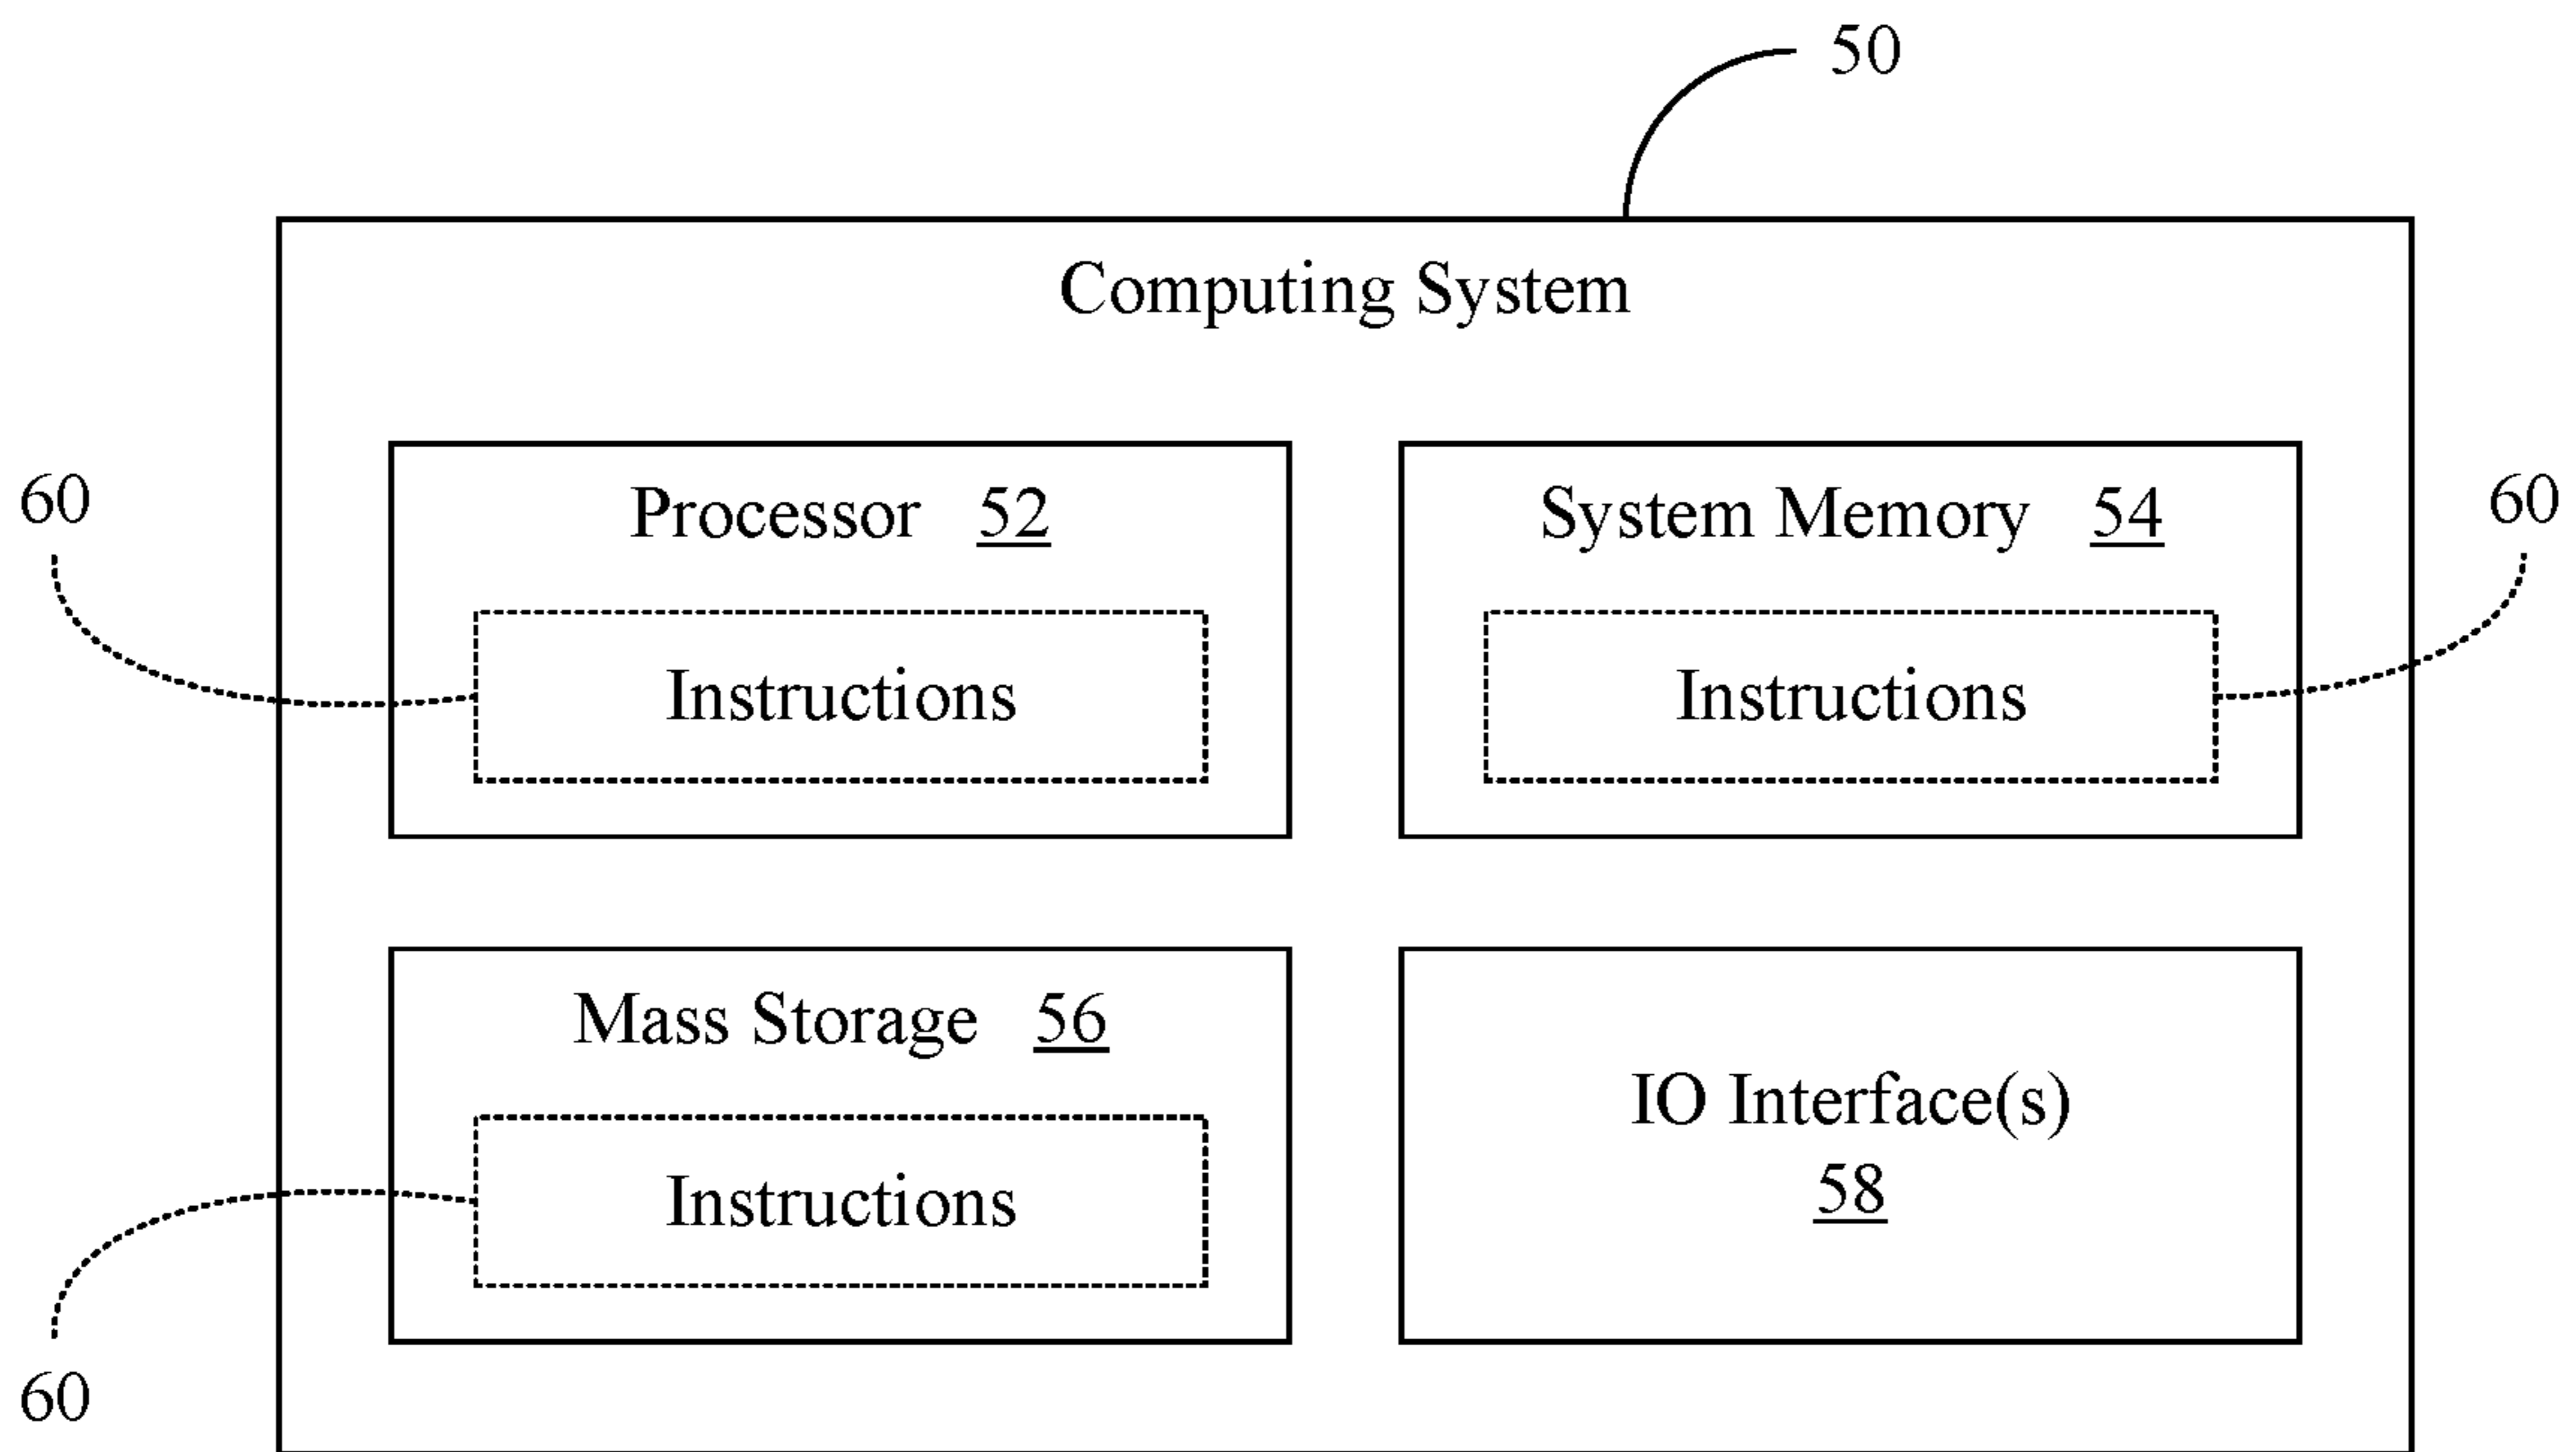 50
Computing System
60
Processor 52
System Memory 54
60
Instructions
Instructions
Mass Storage 56
IO Interface(s)
58
Instructions
60